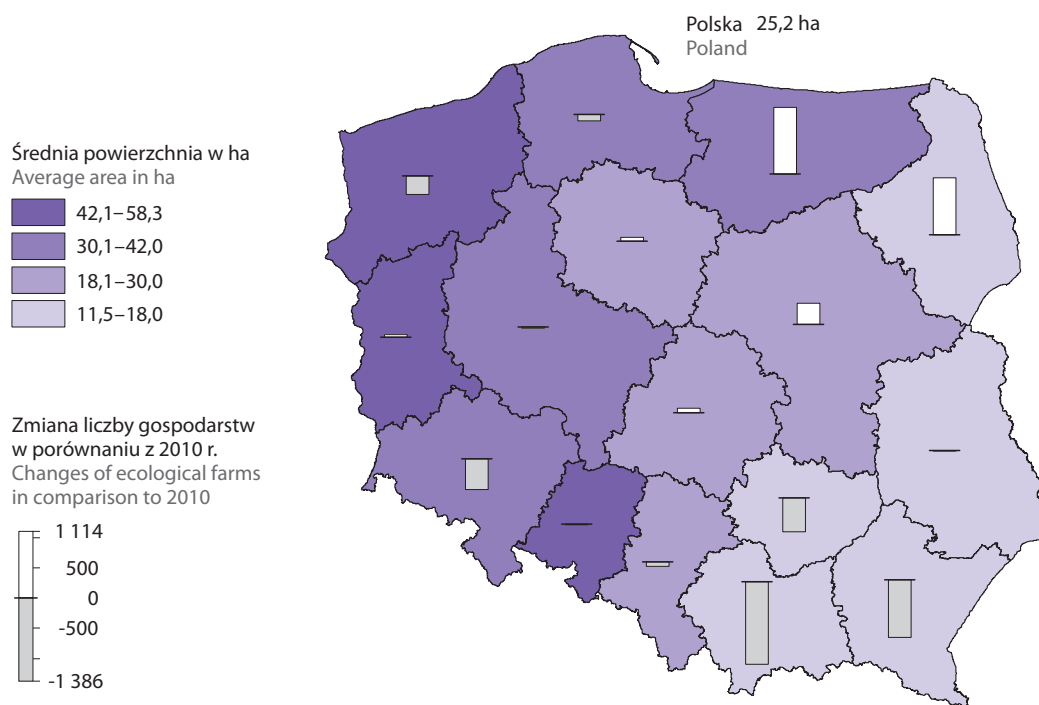 Polska 25,2 ha
Poland
Średnia powierzchnia w ha
Average area in ha
42,1–58,3
30,1–42,0
18,1–30,0
11,5–18,0
Zmiana liczby gospodarstw
w porównaniu z 2010 r.
Changes of ecological farms
in comparison to 2010
1 114
500
0
-500
-1 386